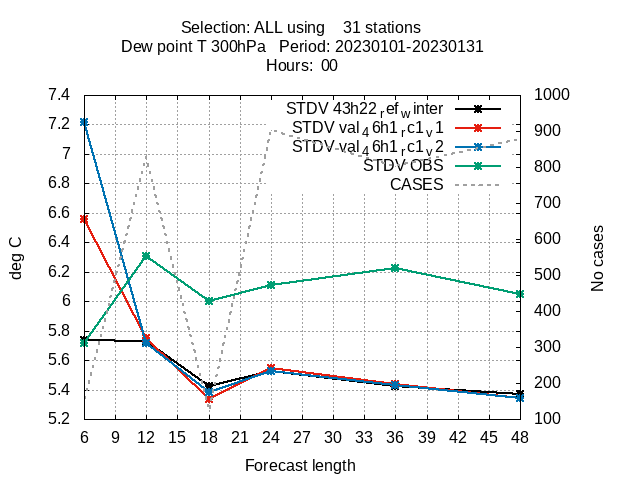 Selection: ALL using    31 stations
Dew point T 300hPa   Period: 20230101-20230131
Hours:  00
STDV 43h22_ref_winter
STDV val_46h1_rc1_v1
STDV val_46h1_rc1_v2
STDV OBS
CASES
7.4
7.2
7
6.8
6.6
6.4
6.2
6
5.8
5.6
5.4
5.2
1000
900
800
700
600
500
400
300
200
100
6 9 12 15 18 21 24 27 30 33 36 39 42 45 48
deg C
No cases
Forecast length